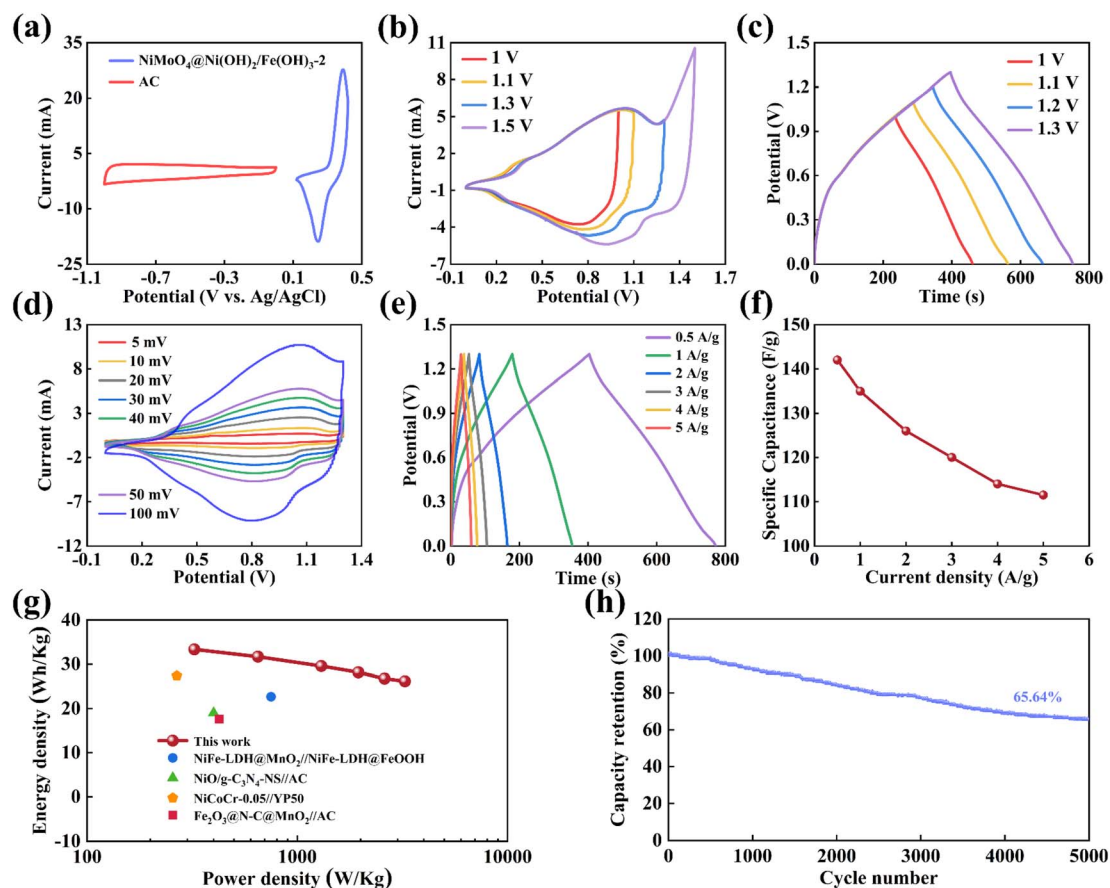 (a)
35
20
5
-10
-25
Current (mA)
NiMoO₄@Ni(OH)₂/Fe(OH)₃-2
AC
-1.1
-0.7
-0.3
0.1
0.5
Potential (V vs. Ag/AgCl)
(b)
11
8
5
2
-1
-4
-7
Current (mA)
1 V
1.1 V
1.3 V
1.5 V
-0.1
0.2
0.5
0.8
1.1
1.4
1.7
Potential (V)
(c)
1.5
1.2
0.9
0.6
0.3
0.0
Potential (V)
1 V
1.1 V
1.2 V
1.3 V
0
200
400
600
800
Time (s)
(d)
13
8
3
-2
-7
-12
Current (mA)
5 mV
10 mV
20 mV
30 mV
40 mV
50 mV
100 mV
-0.1
0.2
0.5
0.8
1.1
1.4
Potential (V)
(e)
1.5
1.2
0.9
0.6
0.3
0.0
Potential (V)
0.5 A/g
1 A/g
2 A/g
3 A/g
4 A/g
5 A/g
0
200
400
600
800
Time (s)
(f)
150
140
130
120
110
100
Specific Capacitance (F/g)
0
1
2
3
4
5
6
Current density (A/g)
(g)
40
30
20
10
0
-10
Energy density (Wh/Kg)
This work
NiFe-LDH@MnO₂//NiFe-LDH@FeOOH
NiO/g-C₃N₄-NS//AC
NiCoCr-0.05//YP50
Fe₂O₃@N-C@MnO₂//AC
100
1000
10000
Power density (W/Kg)
(h)
120
100
80
60
40
20
0
Capacity retention (%)
65.64%
0
1000
2000
3000
4000
5000
Cycle number